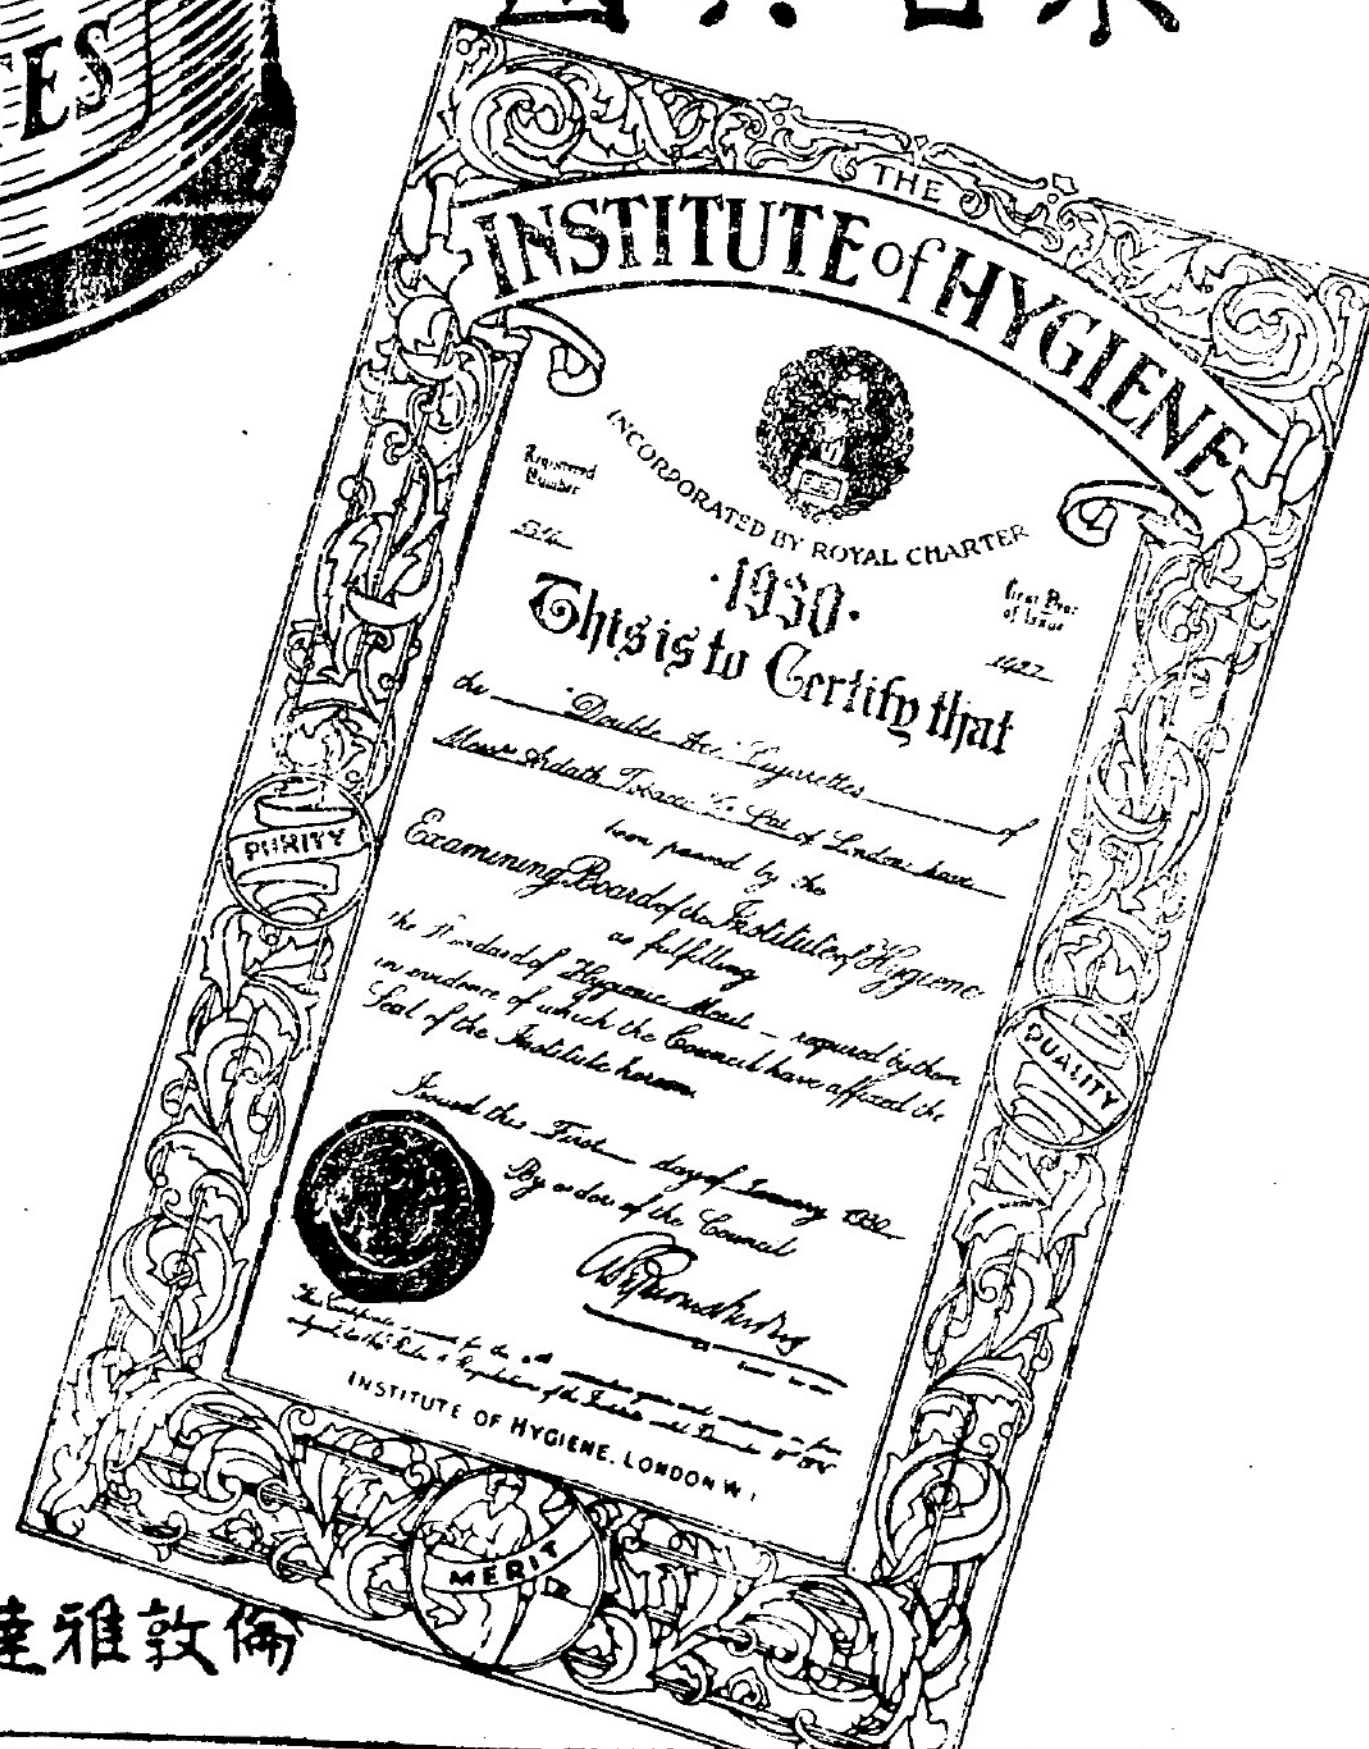 ES
THE
INSTITUTE of HYGIENE
INCORPORATED BY ROYAL CHARTER
Registered
Number
·1930·
First Year
of Issue
1927
This is to Certify that
the "Double Ace" Cigarettes of
Messrs Ardath Tobacco Co. Ltd. of London have
been passed by the
Examining Board of the Institute of Hygiene
as fulfilling
the Standard of Hygienic Merit – required by them
in evidence of which the Council have affixed the
Seal of the Institute hereon
Issued this First day of January 1930
By order of the Council
INSTITUTE OF HYGIENE, LONDON W.1
PURITY
QUALITY
MERIT
倫敦雅達